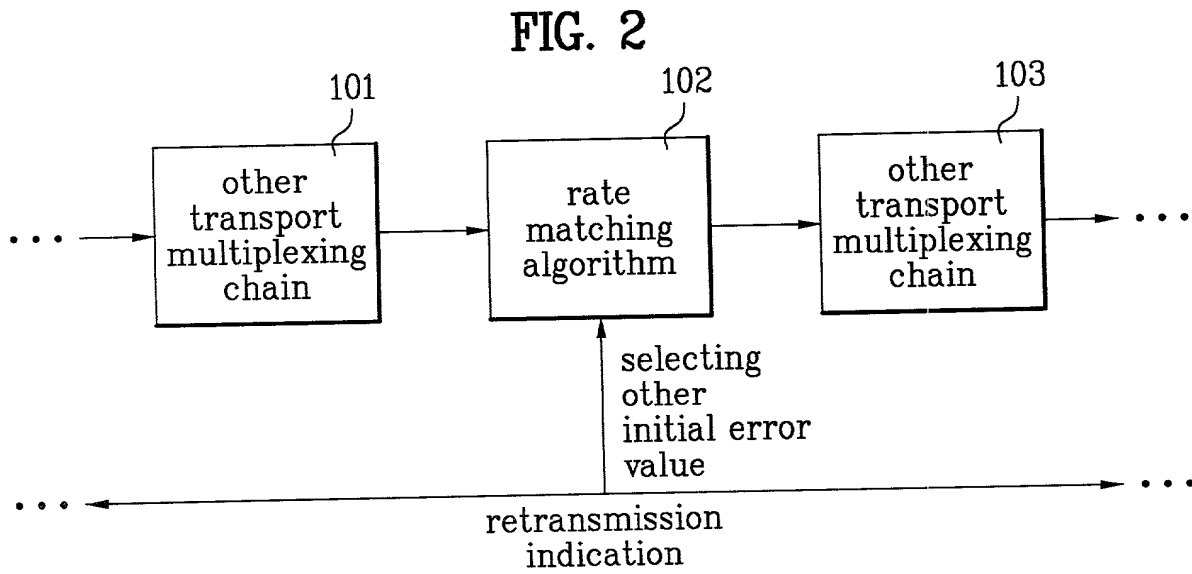 FIG. 2
101
102
103
other
transport
multiplexing
chain
rate
matching
algorithm
other
transport
multiplexing
chain
selecting
other
initial error
value
retransmission
indication